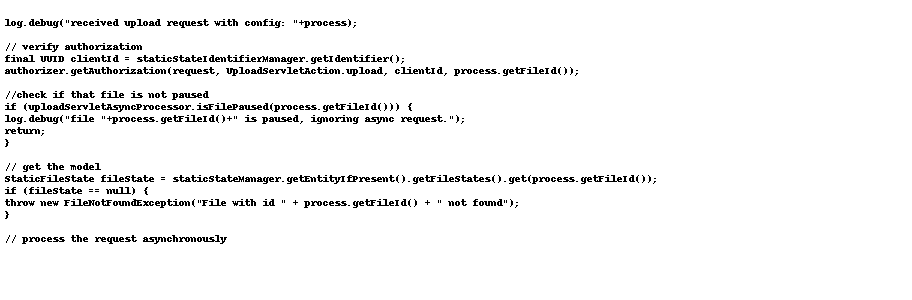 log.debug("received upload request with config: "+process);

// verify authorization
final UUID clientId = staticStateIdentifierManager.getIdentifier();
authorizer.getAuthorization(request, UploadServletAction.upload, clientId, process.getFileId());

//check if that file is not paused
if (uploadServletAsyncProcessor.isFilePaused(process.getFileId())) {
log.debug("file "+process.getFileId()+" is paused, ignoring async request.");
return;
}

// get the model
StaticFileState fileState = staticStateManager.getEntityIfPresent().getFileStates().get(process.getFileId());
if (fileState == null) {
throw new FileNotFoundException("File with id " + process.getFileId() + " not found");
}

// process the request asynchronously